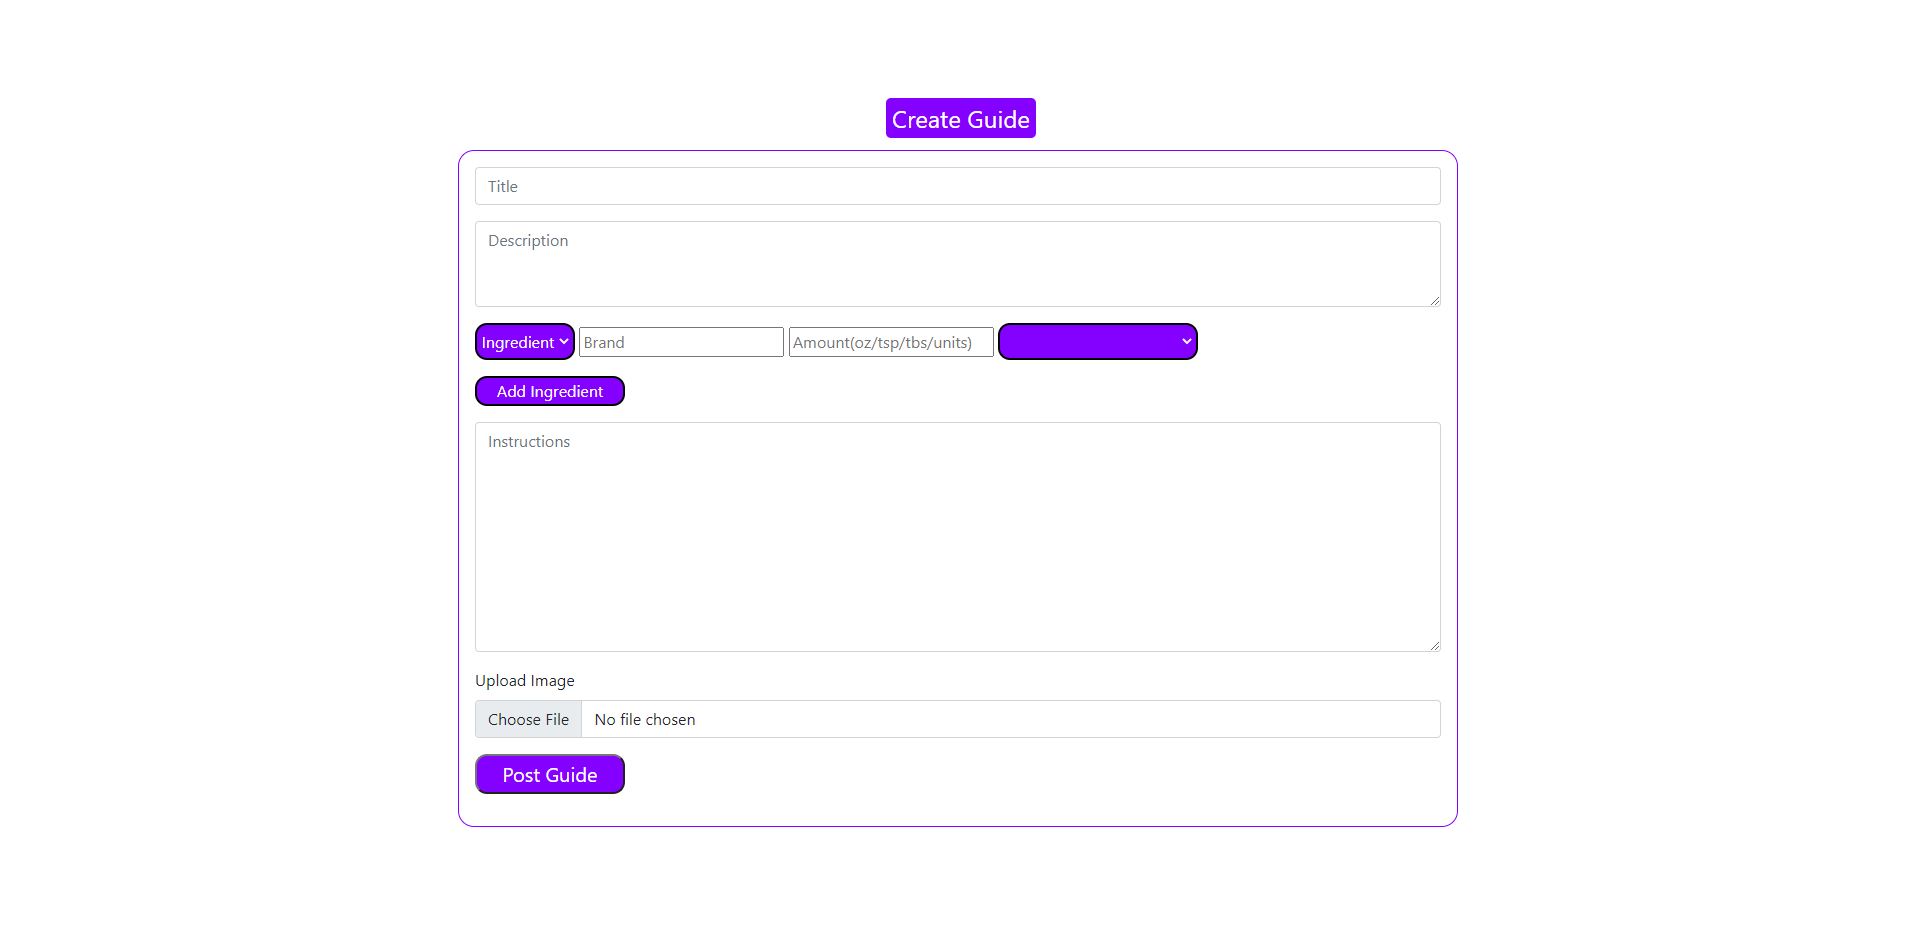 Create Guide
Title
Description
Ingredient Brand Amount(oz/tsp/tbs/units)
Add Ingredient
Instructions
Upload Image
Choose File No file chosen
Post Guide